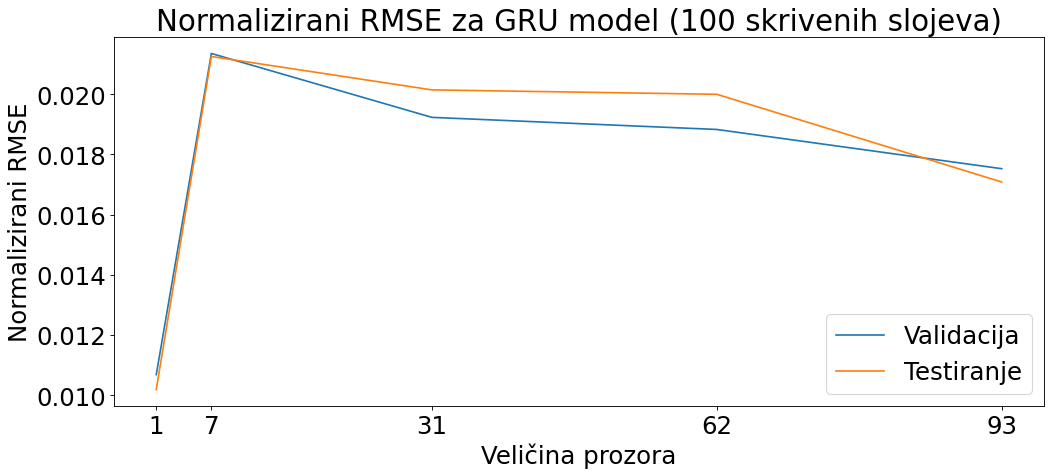 Normalizirani RMSE za GRU model (100 skrivenih slojeva)
Normalizirani RMSE
0.020
0.018
0.016
0.014
0.012
0.010
Validacija
Testiranje
1 7 31 62 93
Veličina prozora